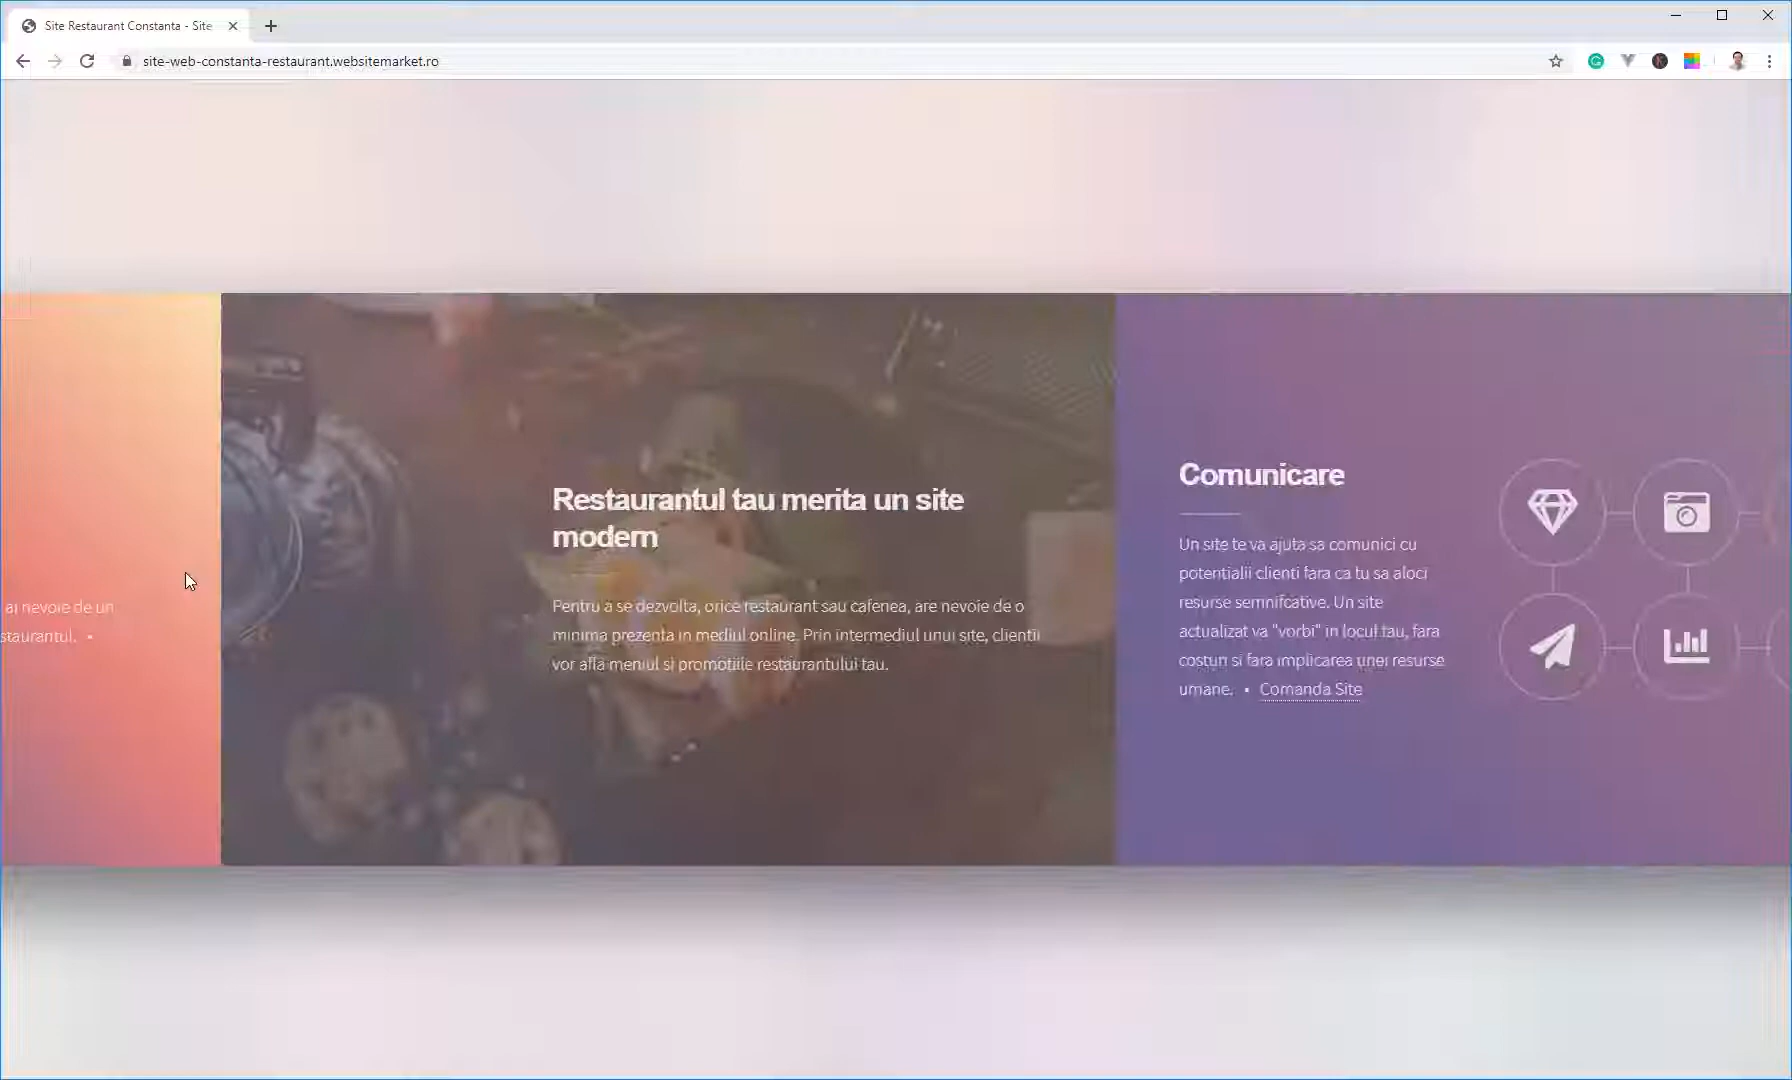 Site Restaurant Constanta - Site
site-web-constanta-restaurant.websitemarket.ro
ai nevoie de un
staurantul. •
Restaurantul tau merita un site
modern
Pentru a se dezvolta, orice restaurant sau cafenea, are nevoie de o
minima prezenta in mediul online. Prin intermediul unui site, clientii
vor afla meniul si promotiile restaurantului tau.
Comunicare
Un site te va ajuta sa comunici cu
potentialii clienti fara ca tu sa aloci
resurse semnifcative. Un site
actualizat va "vorbi" in locul tau, fara
costuri si fara implicarea unei resurse
umane. • Comanda Site